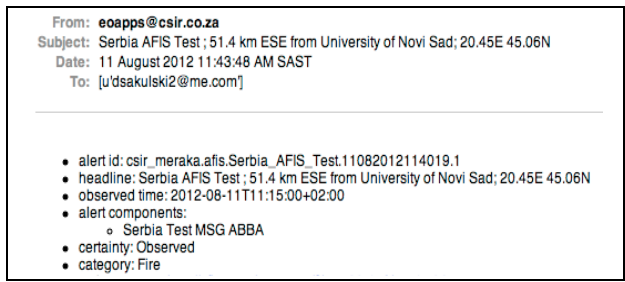 From: eoapps@csir.co.za
Subject: Serbia AFIS Test ; 51.4 km ESE from University of Novi Sad; 20.45E 45.06N
Date: 11 August 2012 11:43:48 AM SAST
To: [u'dsakulski2@me.com']
• alert id: csir_meraka.afis.Serbia_AFIS_Test.11082012114019.1
• headline: Serbia AFIS Test ; 51.4 km ESE from University of Novi Sad; 20.45E 45.06N
• observed time: 2012-08-11T11:15:00+02:00
• alert components:
◦ Serbia Test MSG ABBA
• certainty: Observed
• category: Fire